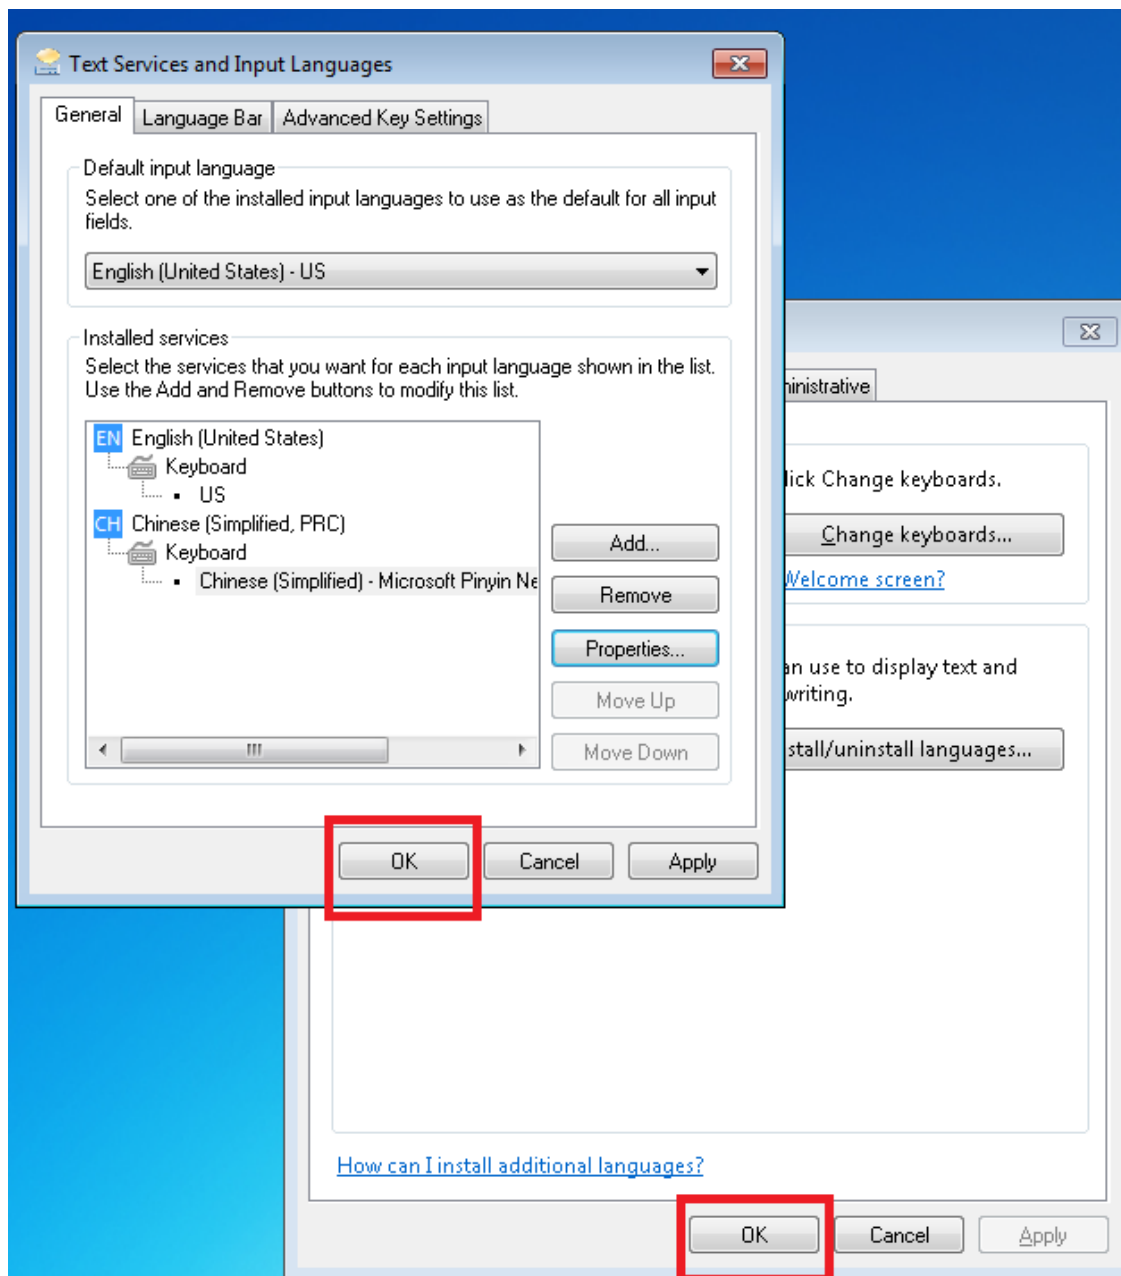 Text Services and Input Languages
General
Language Bar
Advanced Key Settings
Default input language
Select one of the installed input languages to use as the default for all input
fields.
English (United States) - US
Installed services
Select the services that you want for each input language shown in the list.
Use the Add and Remove buttons to modify this list.
EN English (United States)
Keyboard
US
CH Chinese (Simplified, PRC)
Keyboard
Chinese (Simplified) - Microsoft Pinyin Ne
Add...
Remove
Properties...
Move Up
Move Down
OK
Cancel
Apply
ministrative
lick Change keyboards.
Change keyboards...
Welcome screen?
an use to display text and
writing.
stall/uninstall languages...
How can I install additional languages?
OK
Cancel
Apply